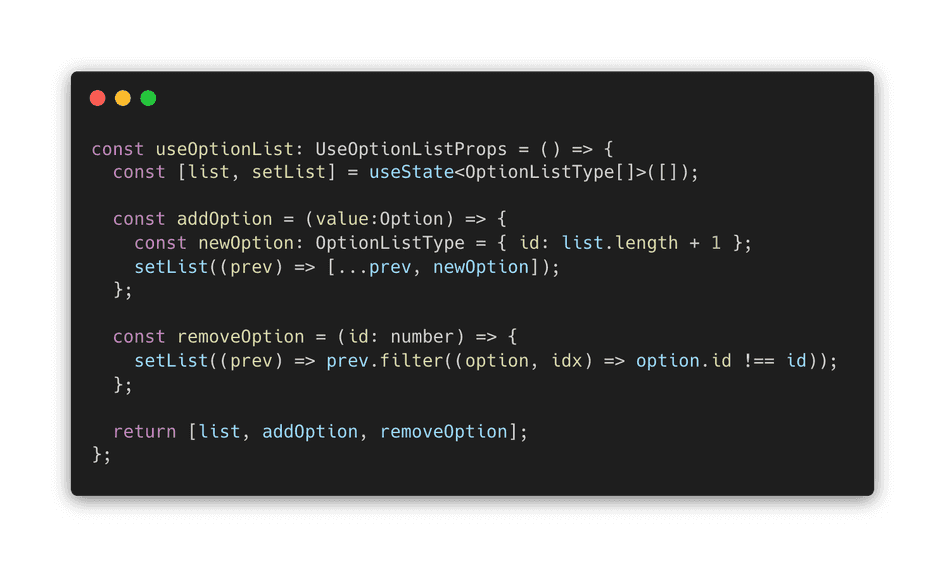 const useOptionList: UseOptionListProps = () => {
  const [list, setList] = useState<OptionListType[]>([]);

  const addOption = (value:Option) => {
    const newOption: OptionListType = { id: list.length + 1 };
    setList((prev) => [...prev, newOption]);
  };

  const removeOption = (id: number) => {
    setList((prev) => prev.filter((option, idx) => option.id !== id));
  };

  return [list, addOption, removeOption];
};